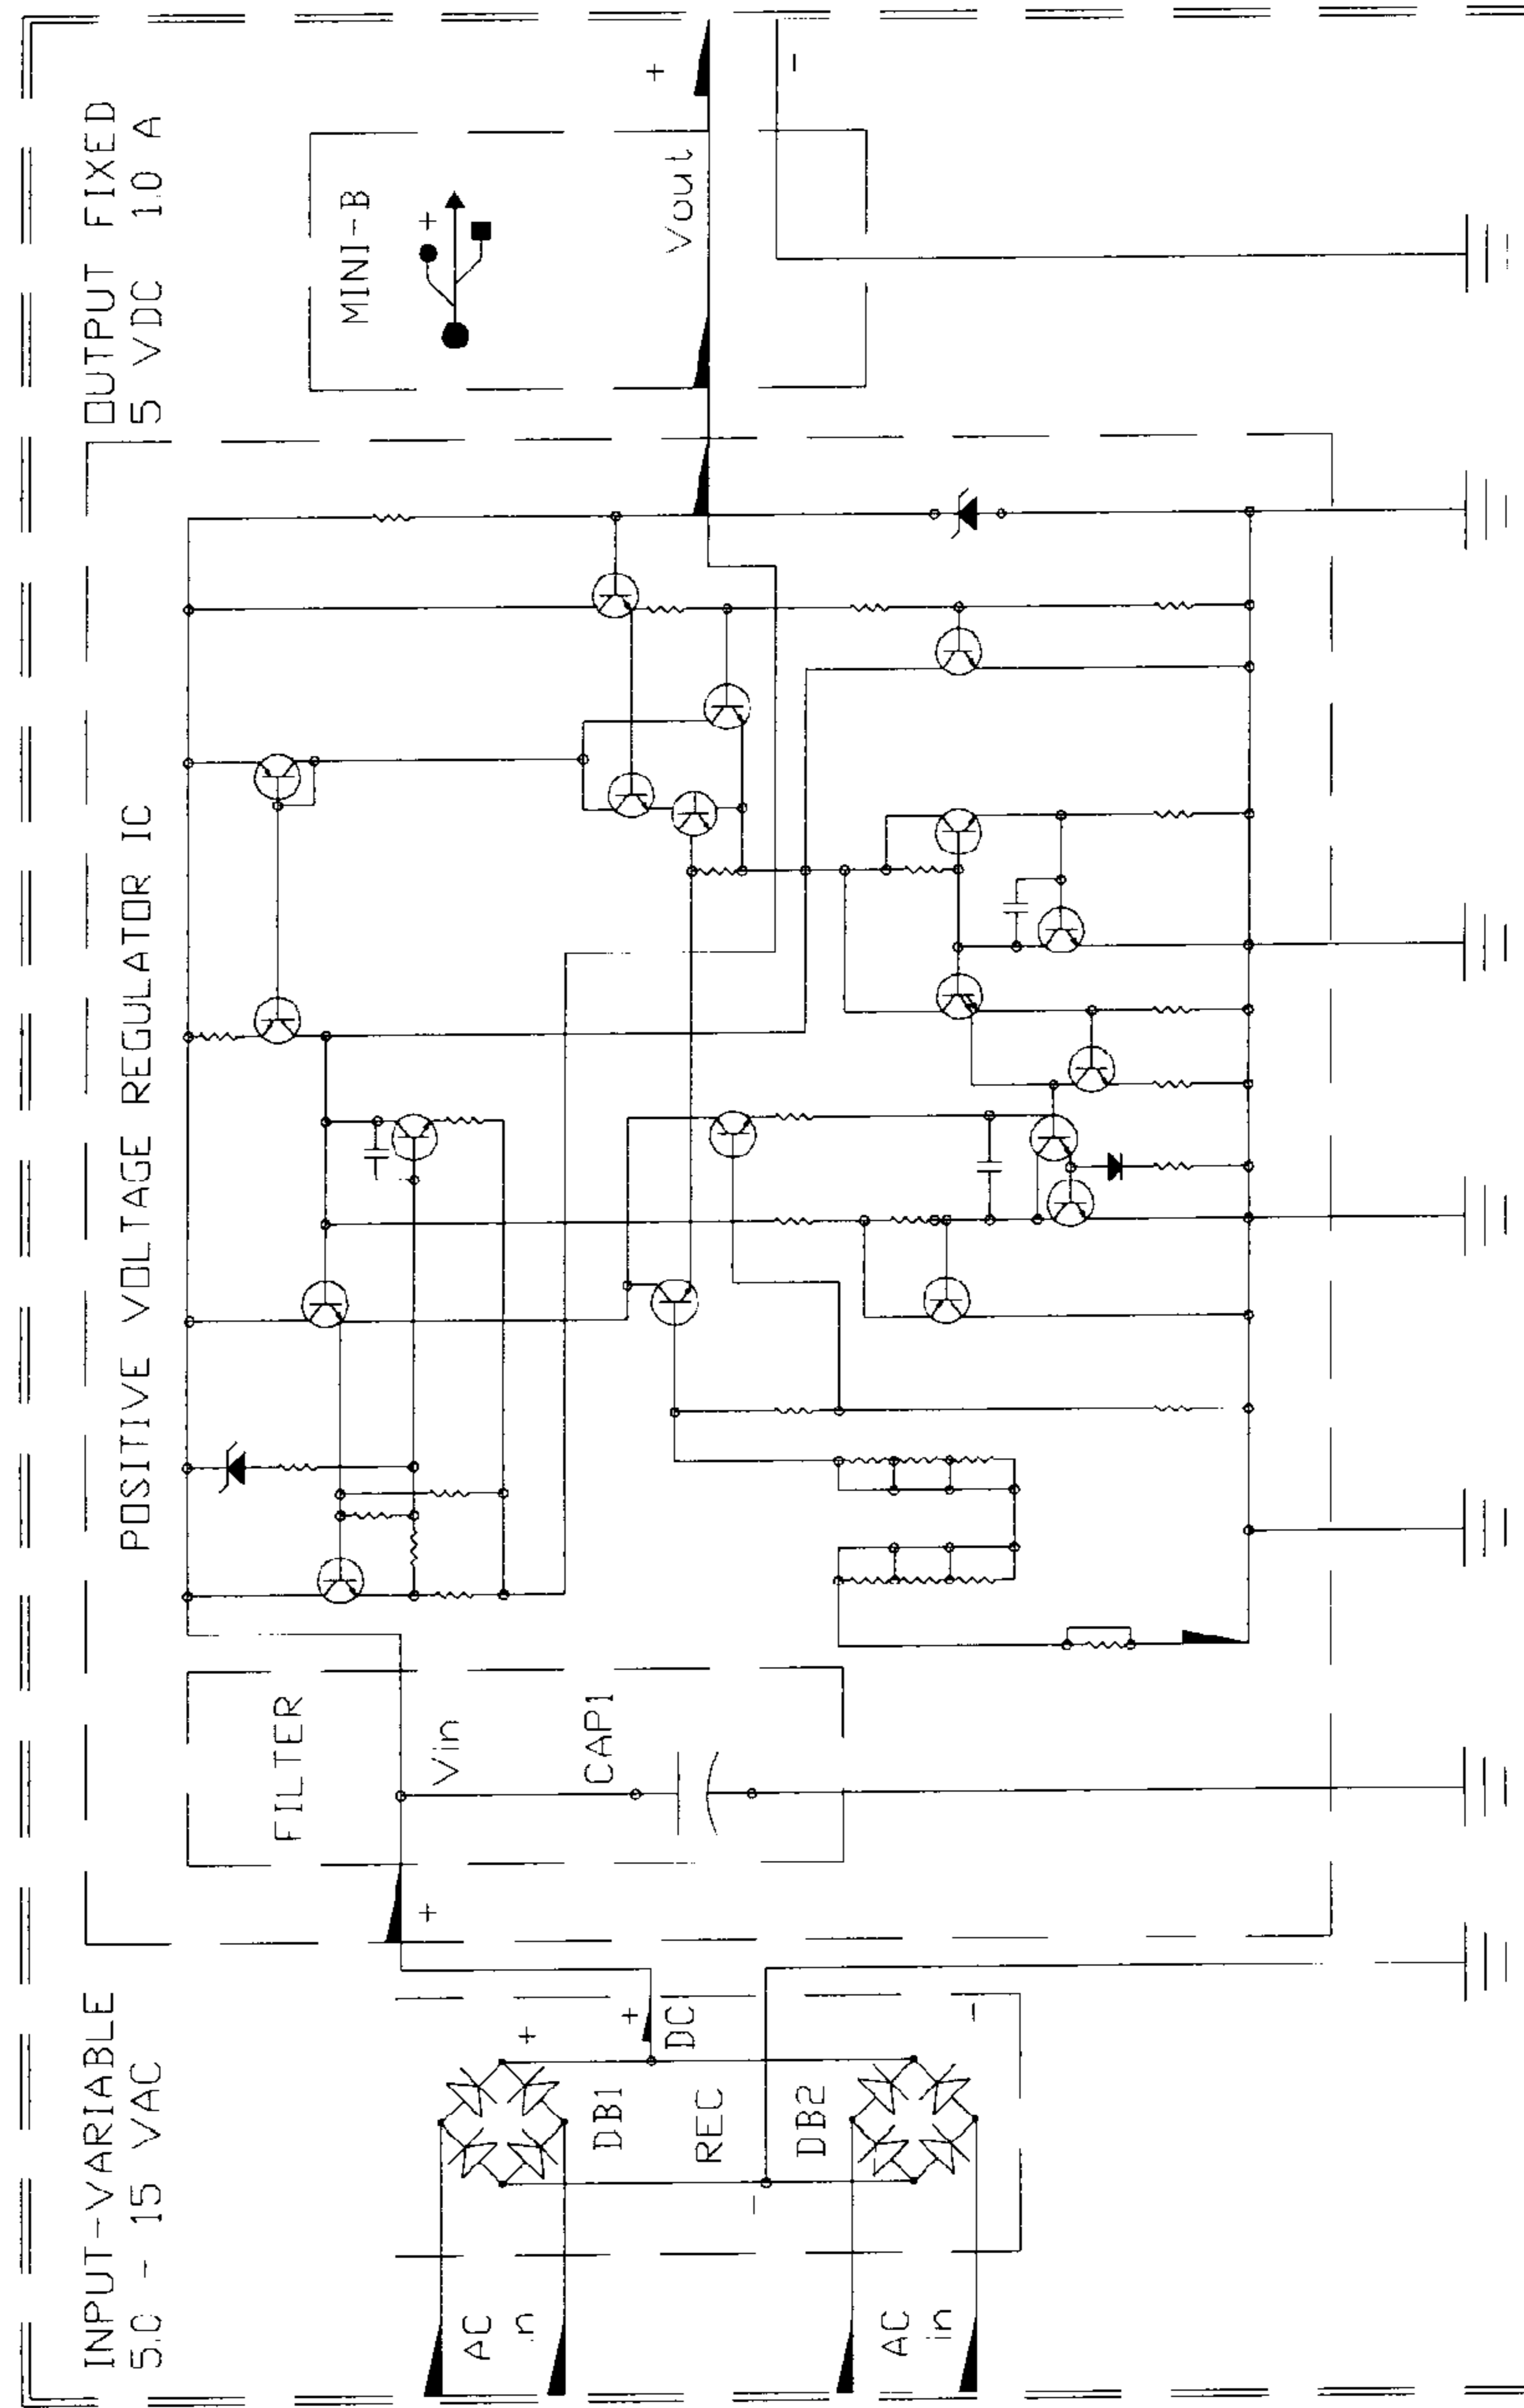 INPUT-VARIABLE
5.0 - 15 VAC
OUTPUT FIXED
5 VDC 1.0 A
POSITIVE VOLTAGE REGULATOR IC
FILTER
Vin
CAP1
+
MINI-B
+
Vout
+
-
AC in
AC in
DB1
REC
DB2
DC
+
+
-
-